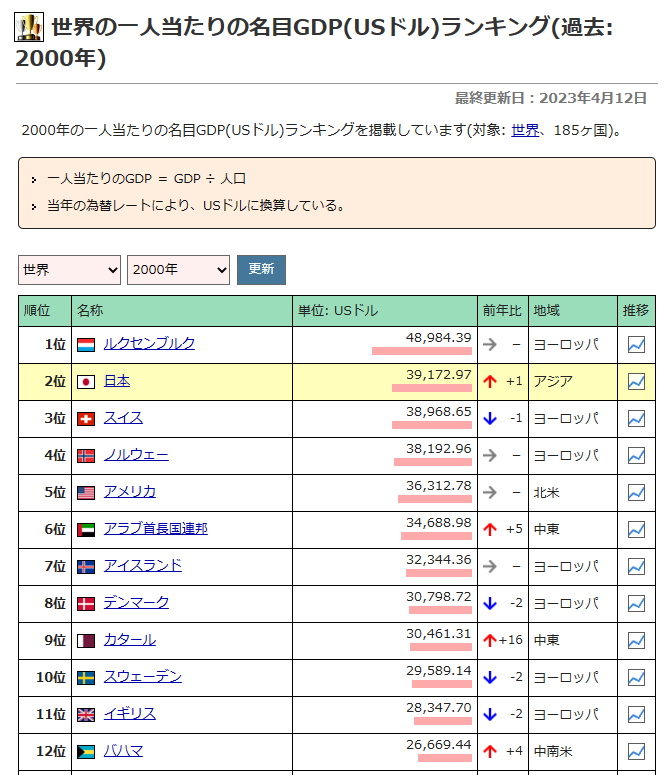 世界の一人当たりの名目GDP(USドル)ランキング(過去:
2000年)
最終更新日：2023年4月12日
2000年の一人当たりの名目GDP(USドル)ランキングを掲載しています(対象: 世界、185ヶ国)。
一人当たりのGDP ＝ GDP ÷ 人口
当年の為替レートにより、USドルに換算している。
世界 2000年 更新
順位 名称 単位: USドル 前年比 地域 推移
1位 ルクセンブルク 48,984.39 − ヨーロッパ
2位 日本 39,172.97 +1 アジア
3位 スイス 38,968.65 -1 ヨーロッパ
4位 ノルウェー 38,192.96 − ヨーロッパ
5位 アメリカ 36,312.78 − 北米
6位 アラブ首長国連邦 34,688.98 +5 中東
7位 アイスランド 32,344.36 − ヨーロッパ
8位 デンマーク 30,798.72 -2 ヨーロッパ
9位 カタール 30,461.31 +16 中東
10位 スウェーデン 29,589.14 -2 ヨーロッパ
11位 イギリス 28,347.70 -2 ヨーロッパ
12位 バハマ 26,669.44 +4 中南米